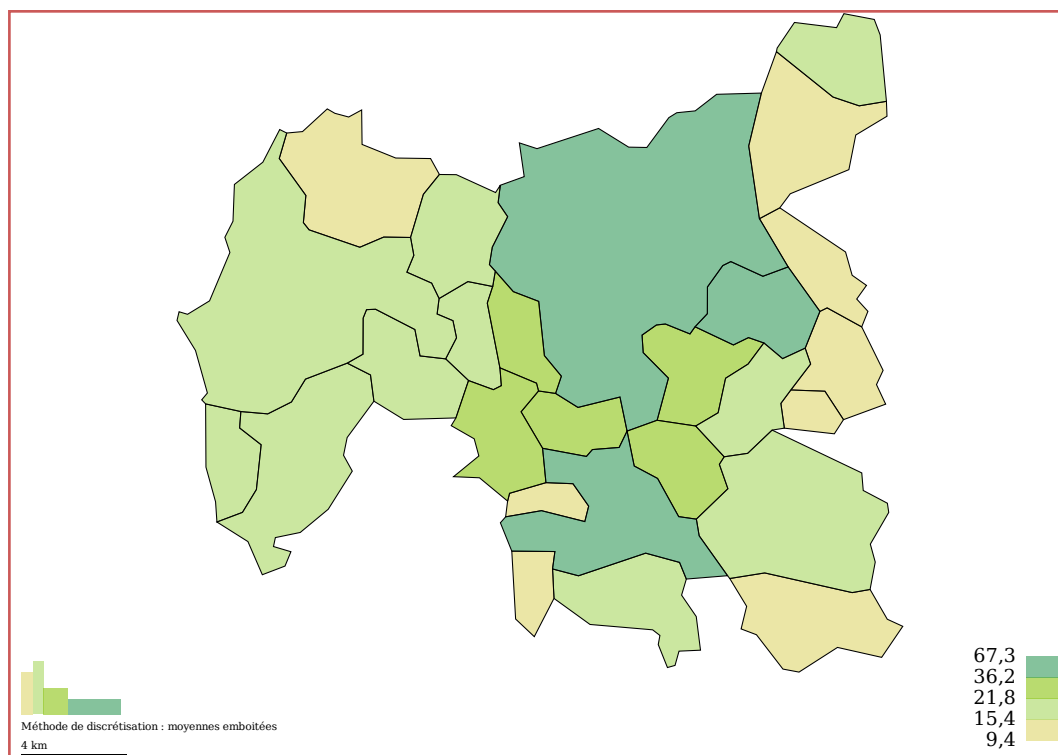 67,3
36,2
21,8
15,4
9,4
Méthode de discrétisation : moyennes emboitées
4 km